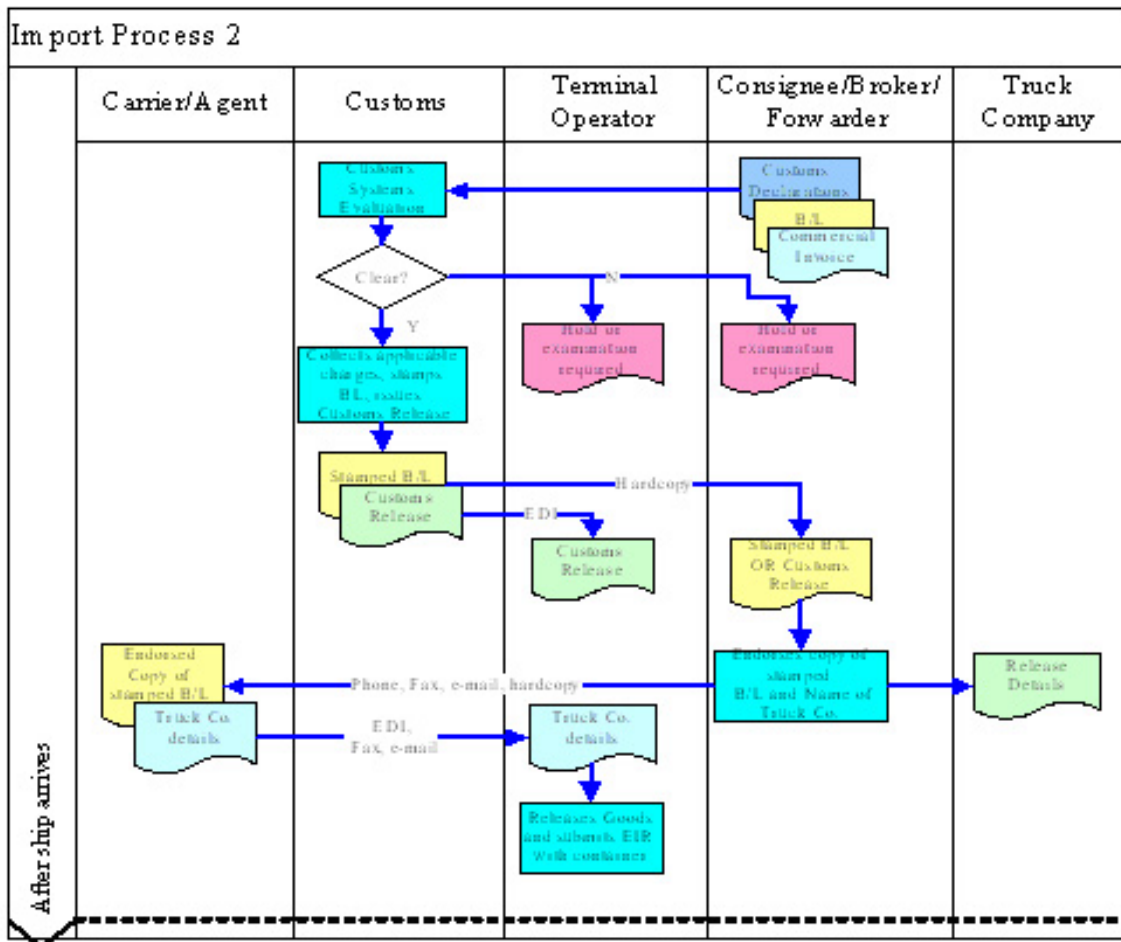 Import Process 2
Carrier/Agent
Customs
Terminal
Operator
Consignee/Broker/
Forwarder
Truck
Company
Customs
Systems
Evaluation
Customs
Declarations
B/L
Commercial
Invoice
Clear?
N
Y
Hold or
examination
required
Hold or
examination
required
Collects applicable
charges, stamps
BL, issues
Customs Release
Stamped B/L
Customs
Release
Hardcopy
EDI
Customs
Release
Stamped B/L
OR Customs
Release
Endorsed
Copy of
stamped B/L
Phone, Fax, e-mail, hardcopy
Endorses copy of
stamped
B/L and Name of
Truck Co.
Release
Details
Truck Co.
details
EDI,
Fax, e-mail
Truck Co.
details
Releases Goods
and submits EIR
With container
After ship arrives